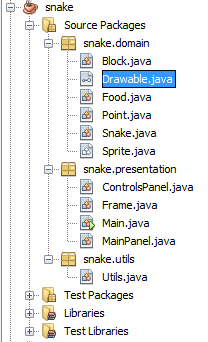 snake
Source Packages
snake.domain
Block.java
Drawable.java
Food.java
Point.java
Snake.java
Sprite.java
snake.presentation
ControlsPanel.java
Frame.java
Main.java
MainPanel.java
snake.utils
Utils.java
Test Packages
Libraries
Test Libraries